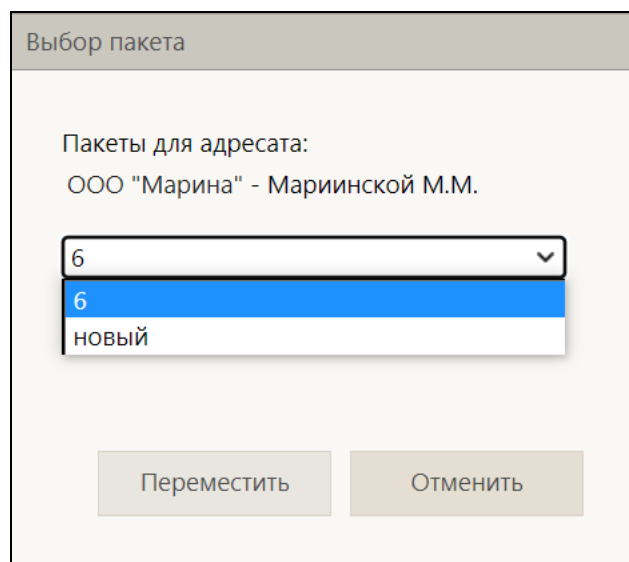 Выбор пакета
Пакеты для адресата:
ООО "Марина" - Мариинской М.М.
6
6
новый
Переместить Отменить